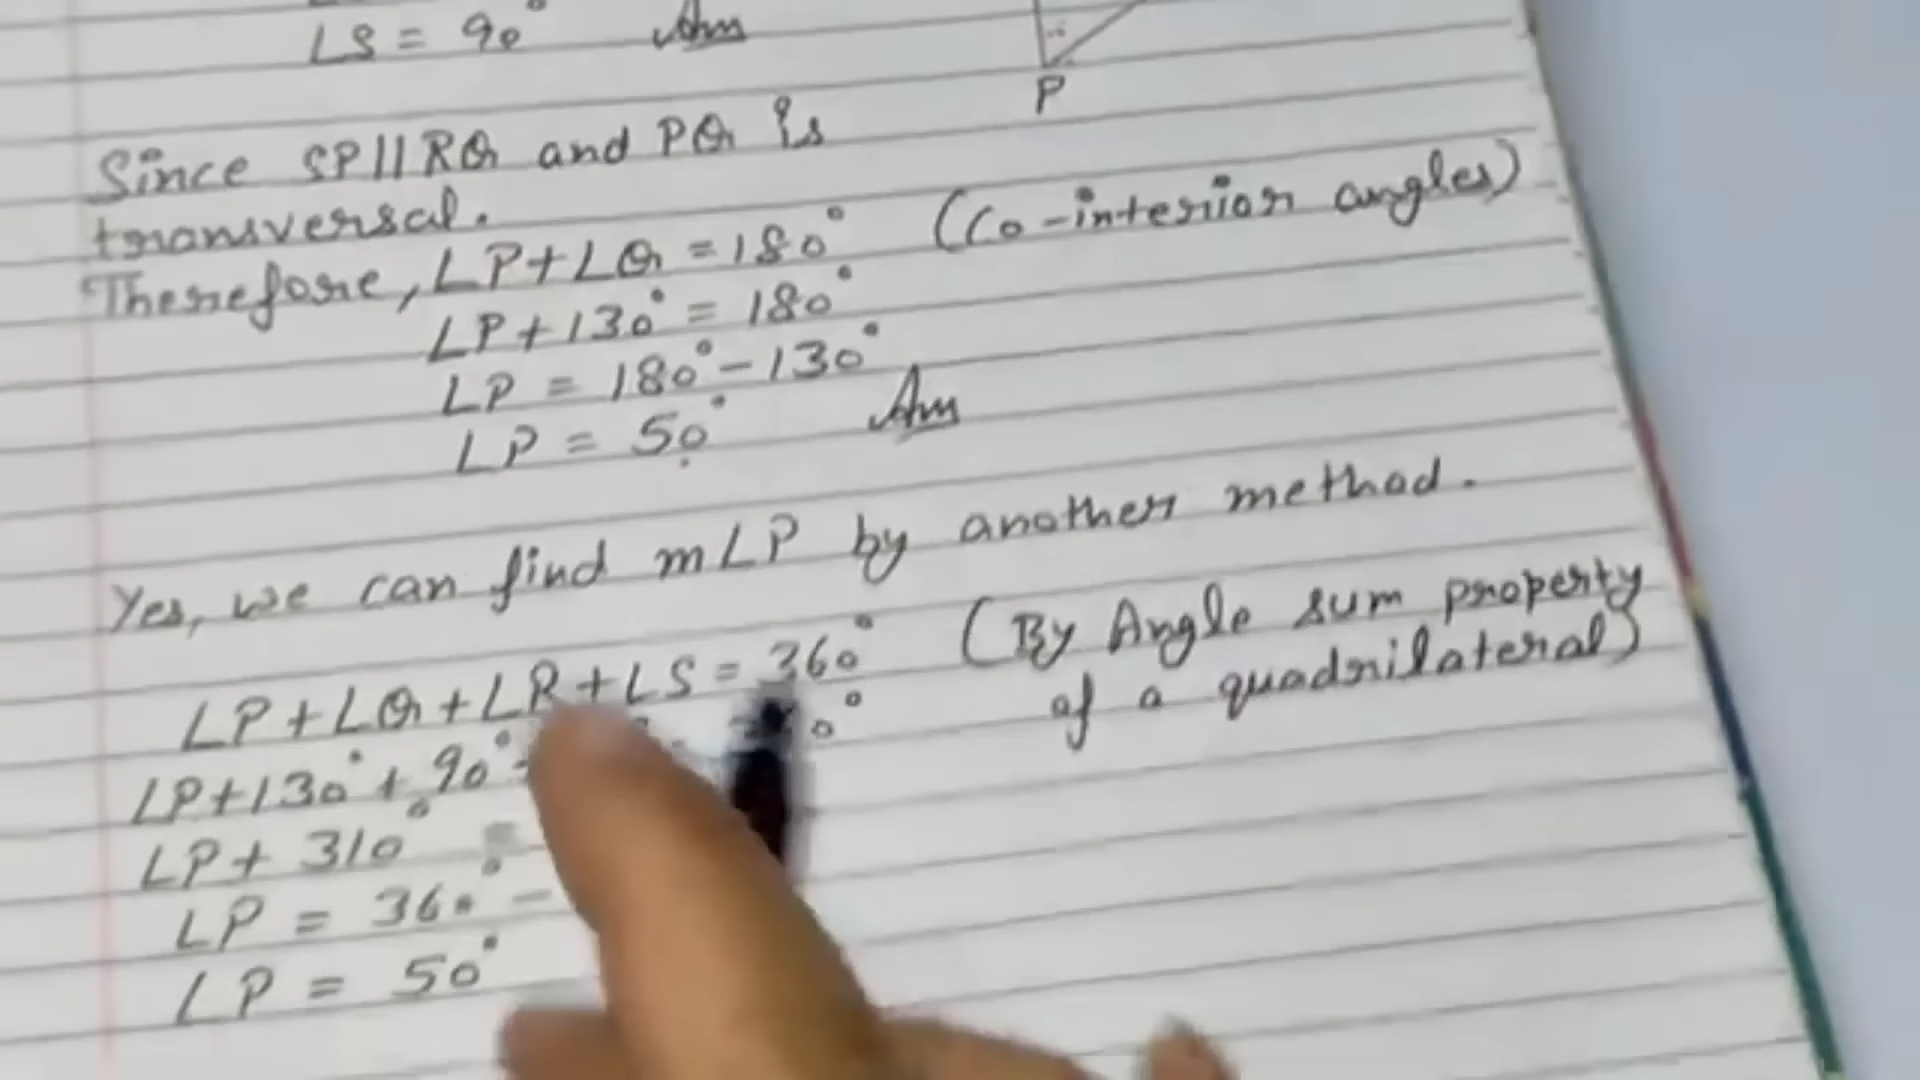 ∠S = 90° Ans
P
Since SP||RQ and PQ is
transversal.
Therefore, ∠P+∠Q = 180° (Co-interior angles)
∠P+130° = 180°
∠P = 180° - 130°
∠P = 50° Ans
Yes, we can find m∠P by another method.
∠P+∠Q+∠R+∠S = 360° (By Angle sum property
of a quadrilateral)
∠P+130°+90°
∠P+ 310° =
∠P = 360° -
∠P = 50°